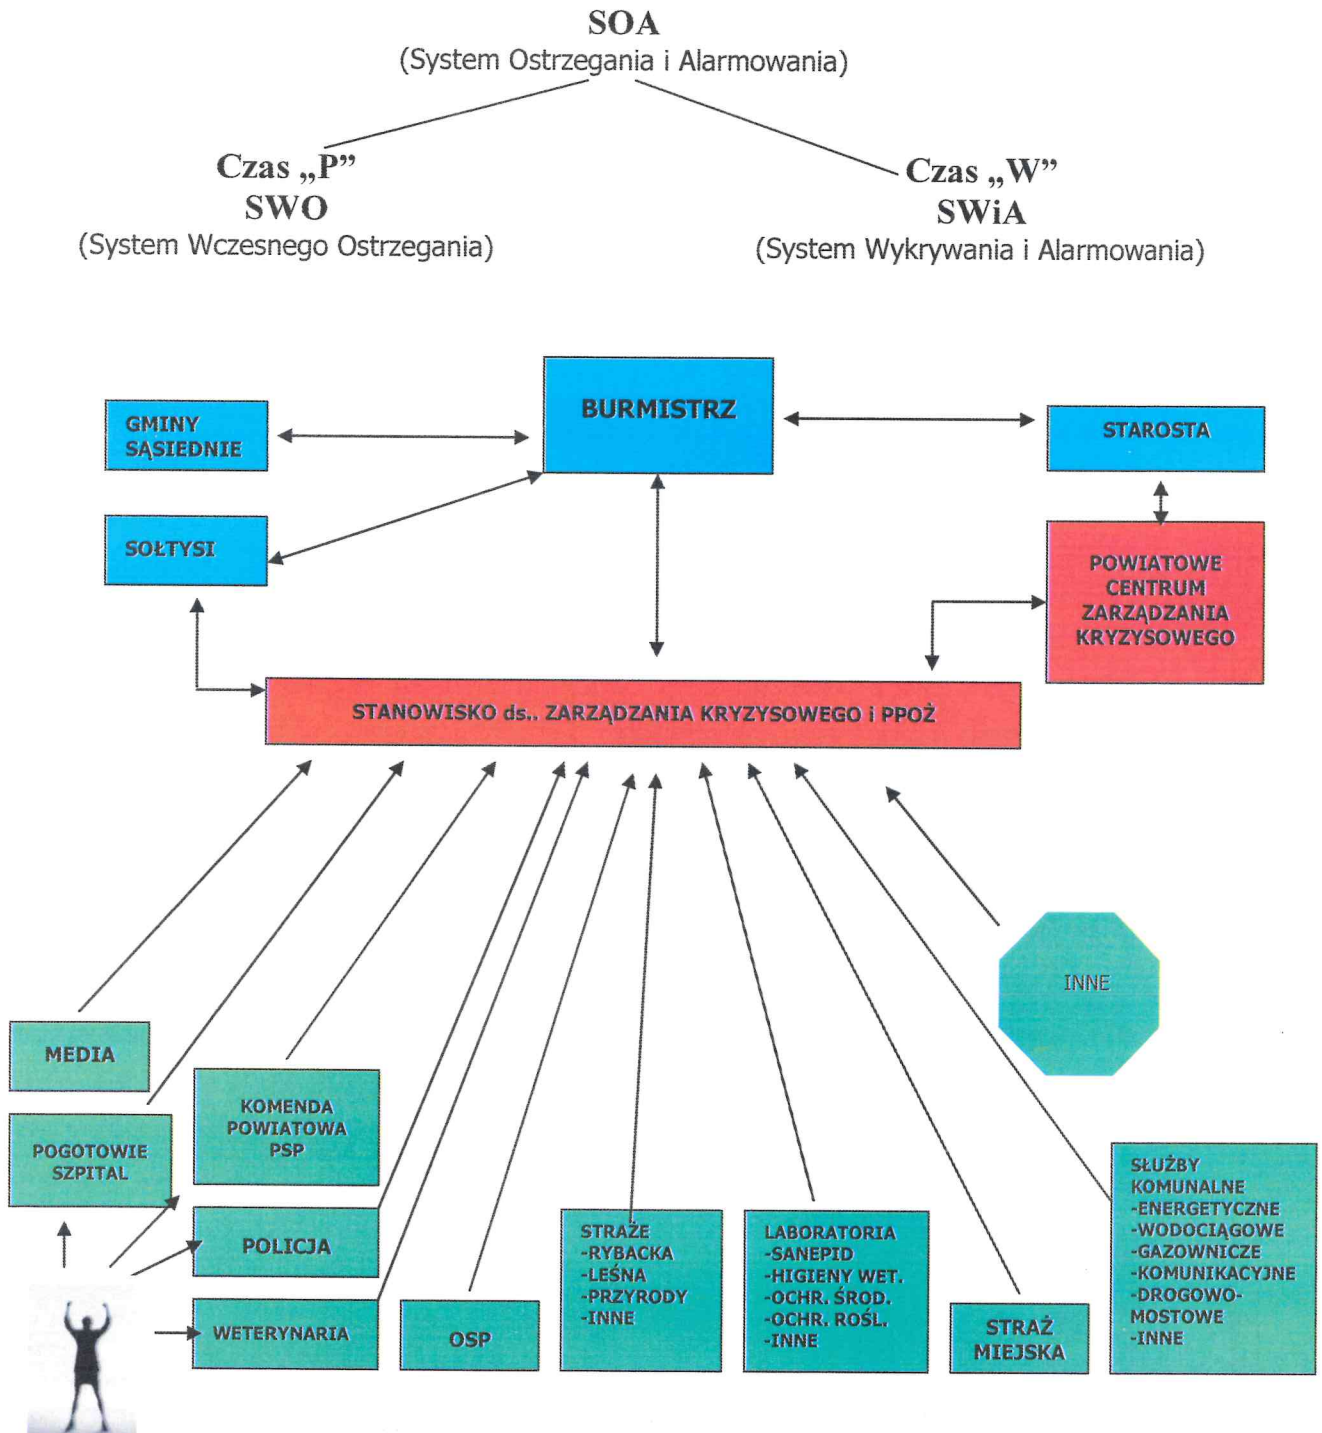 SOA
(System Ostrzegania i Alarmowania)
Czas „P”
SWO
(System Wczesnego Ostrzegania)
Czas „W”
SWiA
(System Wykrywania i Alarmowania)
BURMISTRZ
GMINY
SĄSIEDNIE
STAROSTA
SOŁTYSI
POWIATOWE
CENTRUM
ZARZĄDZANIA
KRYZYSOWEGO
STANOWISKO ds.. ZARZĄDZANIA KRYZYSOWEGO i PPOŻ
INNE
MEDIA
KOMENDA
POWIATOWA
PSP
POGOTOWIE
SZPITAL
POLICJA
WETERYNARIA
OSP
STRAŻE
-RYBACKA
-LEŚNA
-PRZYRODY
-INNE
LABORATORIA
-SANEPID
-HIGIENY WET.
-OCHR. ŚROD.
-OCHR. ROŚL.
-INNE
STRAŻ
MIEJSKA
SŁUŻBY
KOMUNALNE
-ENERGETYCZNE
-WODOCIĄGOWE
-GAZOWNICZE
-KOMUNIKACYJNE
-DROGOWO-
MOSTOWE
-INNE